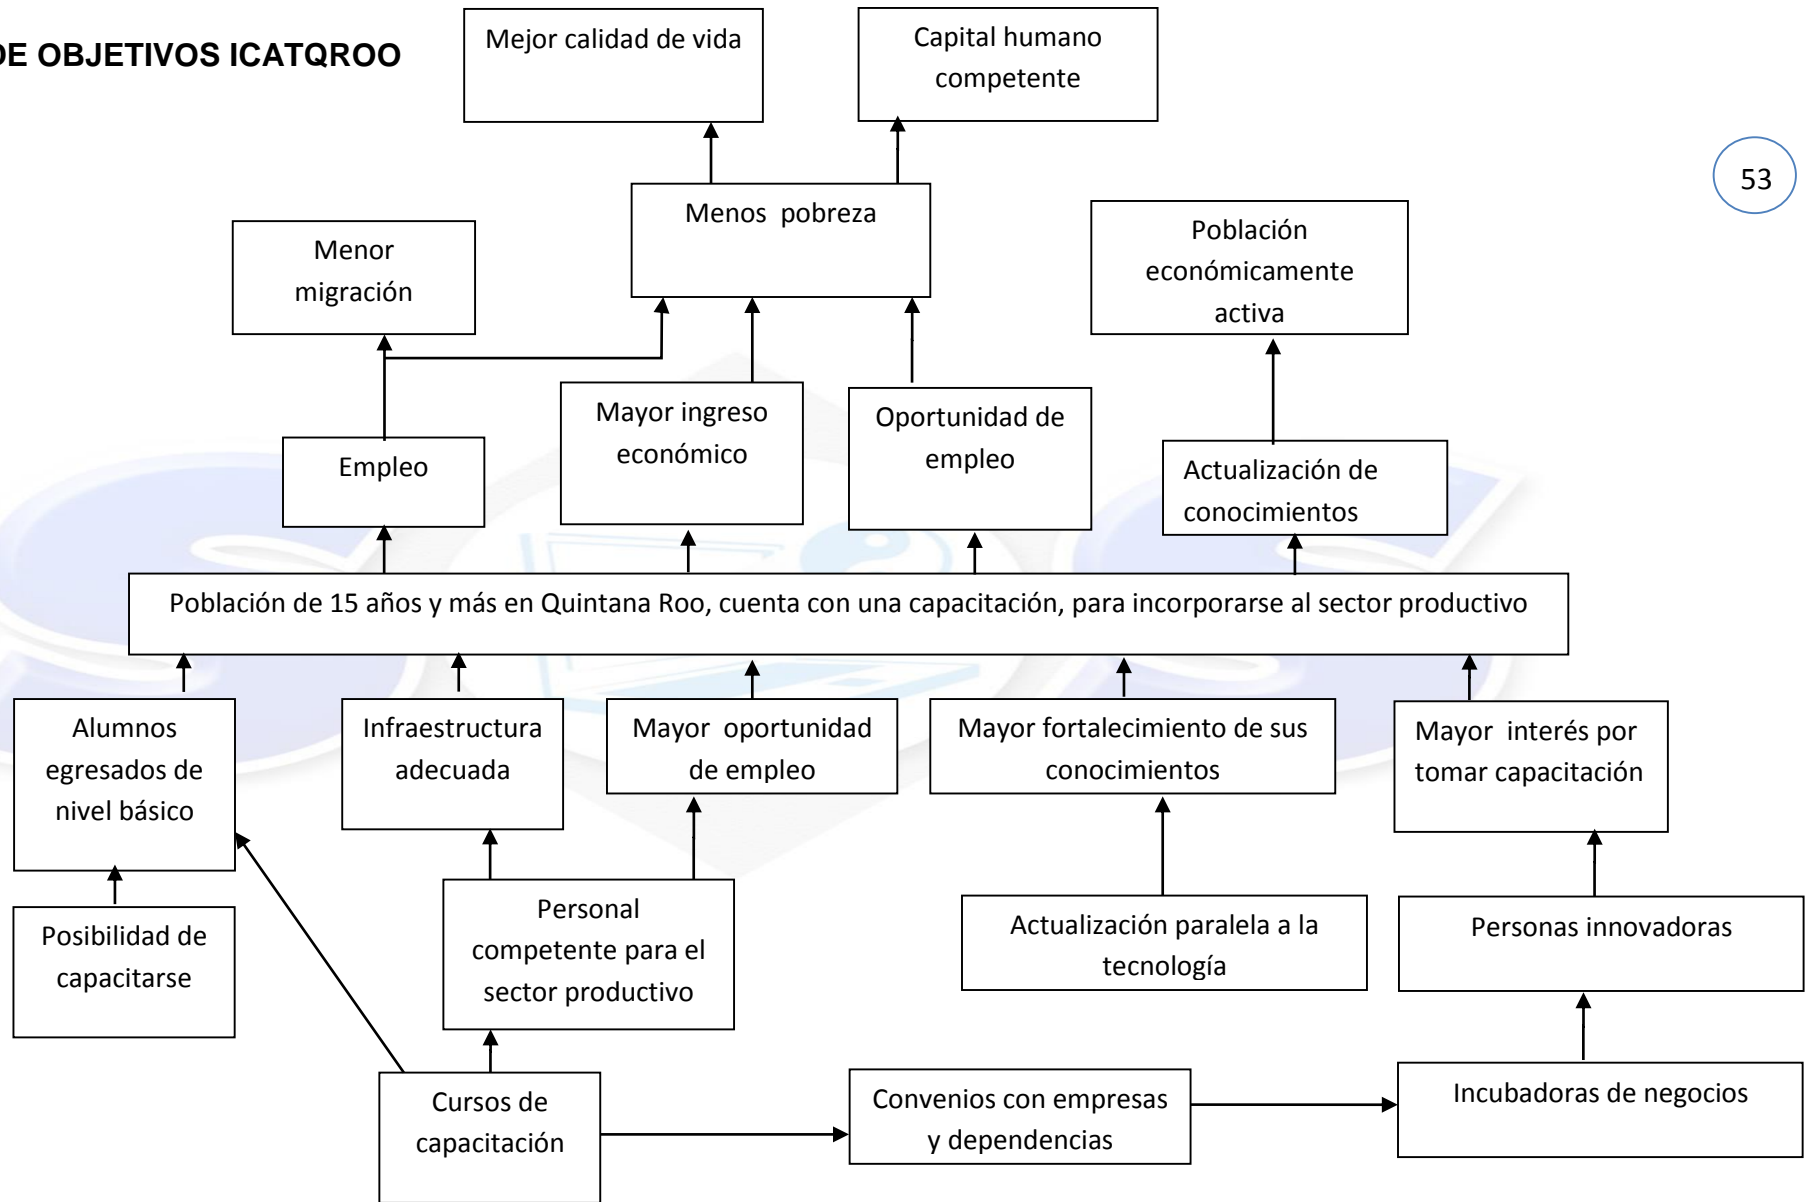 DE OBJETIVOS ICATQROO
Mejor calidad de vida
Capital humano
competente
53
Menos pobreza
Menor
migración
Población
económicamente
activa
Empleo
Mayor ingreso
económico
Oportunidad de
empleo
Actualización de
conocimientos
Población de 15 años y más en Quintana Roo, cuenta con una capacitación, para incorporarse al sector productivo
Alumnos
egresados de
nivel básico
Infraestructura
adecuada
Mayor oportunidad
de empleo
Mayor fortalecimiento de sus
conocimientos
Mayor interés por
tomar capacitación
Posibilidad de
capacitarse
Personal
competente para el
sector productivo
Actualización paralela a la
tecnología
Personas innovadoras
Cursos de
capacitación
Convenios con empresas
y dependencias
Incubadoras de negocios